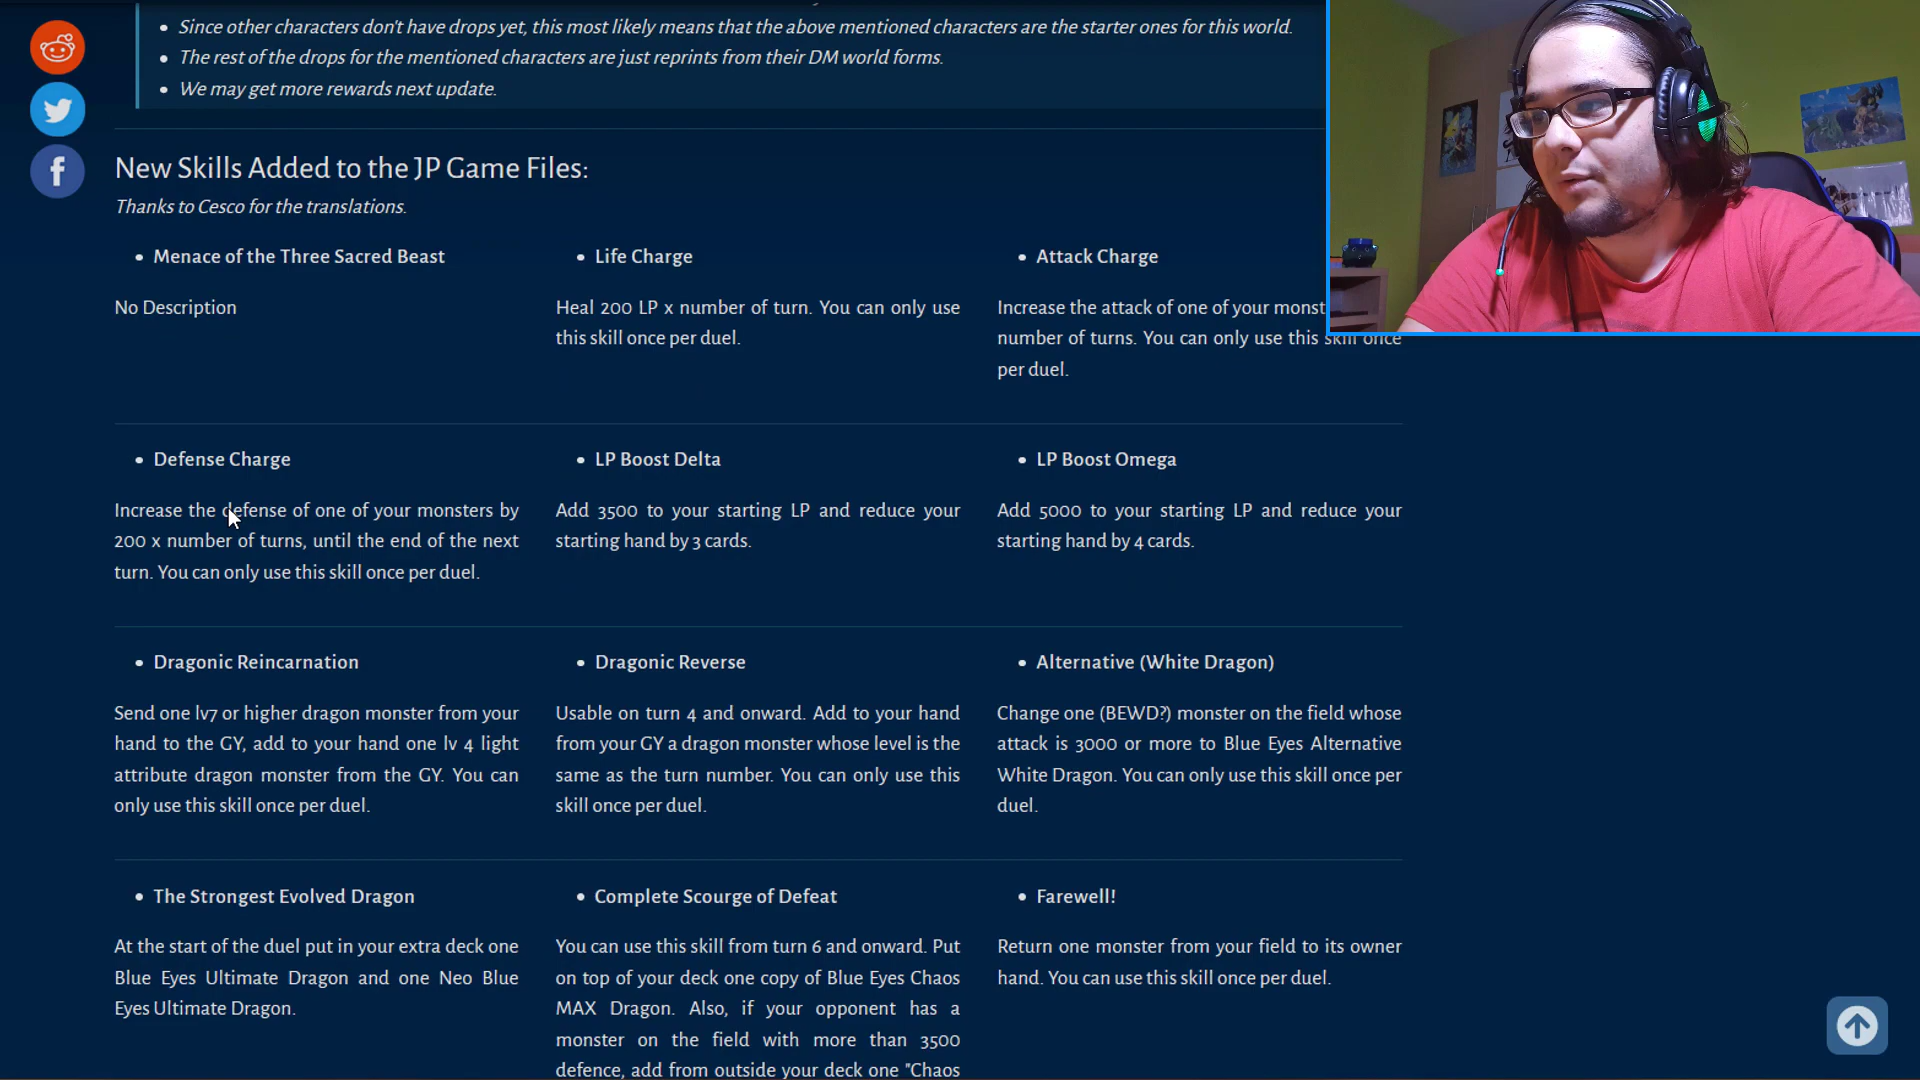 Since other characters don't have drops yet, this most likely means that the above mentioned characters are the starter ones for this world.
The rest of the drops for the mentioned characters are just reprints from their DM world forms.
We may get more rewards next update.
New Skills Added to the JP Game Files:
Thanks to Cesco for the translations.
Menace of the Three Sacred Beast
No Description
Life Charge
Heal 200 LP x number of turn. You can only use
this skill once per duel.
Attack Charge
Increase the attack of one of your
number of turns. You can only use this skill once
per duel.
Defense Charge
Increase the defense of one of your monsters by
200 x number of turns, until the end of the next
turn. You can only use this skill once per duel.
LP Boost Delta
Add 3500 to your starting LP and reduce your
starting hand by 3 cards.
LP Boost Omega
Add 5000 to your starting LP and reduce your
starting hand by 4 cards.
Dragonic Reincarnation
Send one lv7 or higher dragon monster from your
hand to the GY, add to your hand one lv 4 light
attribute dragon monster from the GY. You can
only use this skill once per duel.
Dragonic Reverse
Usable on turn 4 and onward. Add to your hand
from your GY a dragon monster whose level is the
same as the turn number. You can only use this
skill once per duel.
Alternative (White Dragon)
Change one (BEWD?) monster on the field whose
attack is 3000 or more to Blue Eyes Alternative
White Dragon. You can only use this skill once per
duel.
The Strongest Evolved Dragon
At the start of the duel put in your extra deck one
Blue Eyes Ultimate Dragon and one Neo Blue
Eyes Ultimate Dragon.
Complete Scourge of Defeat
You can use this skill from turn 6 and onward. Put
on top of your deck one copy of Blue Eyes Chaos
MAX Dragon. Also, if your opponent has a
monster on the field with more than 3500
defence, add from outside your deck one "Chaos
Farewell!
Return one monster from your field to its owner
hand. You can use this skill once per duel.